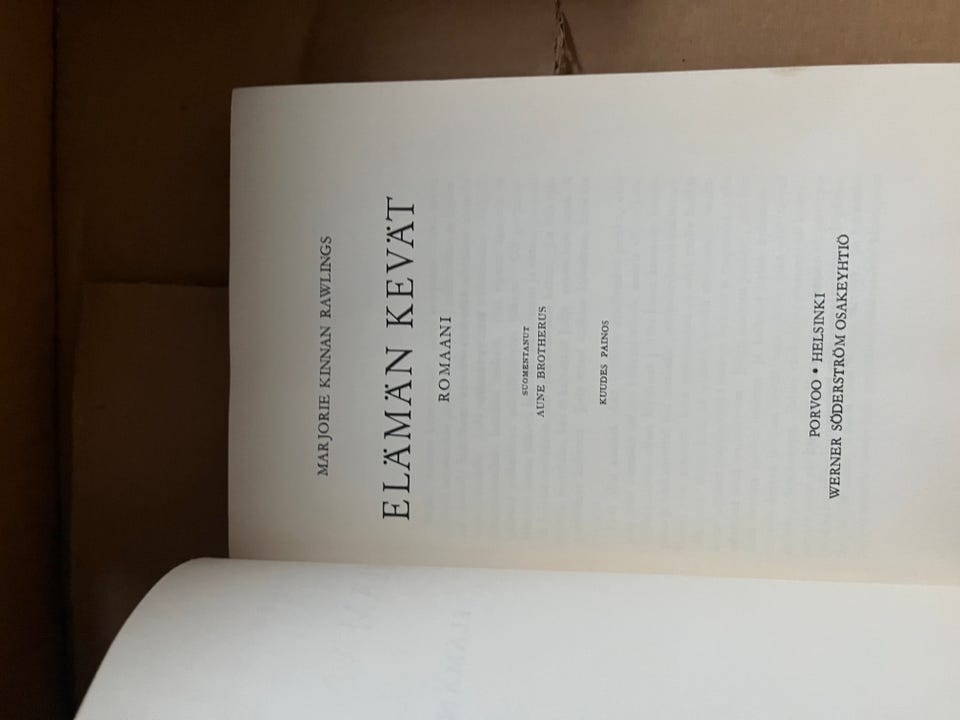 MARJORIE KINNAN RAWLINGS
ELÄMÄN KEVÄT
ROMAANI
SUOMENTANUT
AUNE BROTHERUS
KUUDES PAINOS
PORVOO • HELSINKI
WERNER SÖDERSTRÖM OSAKEYHTIÖ